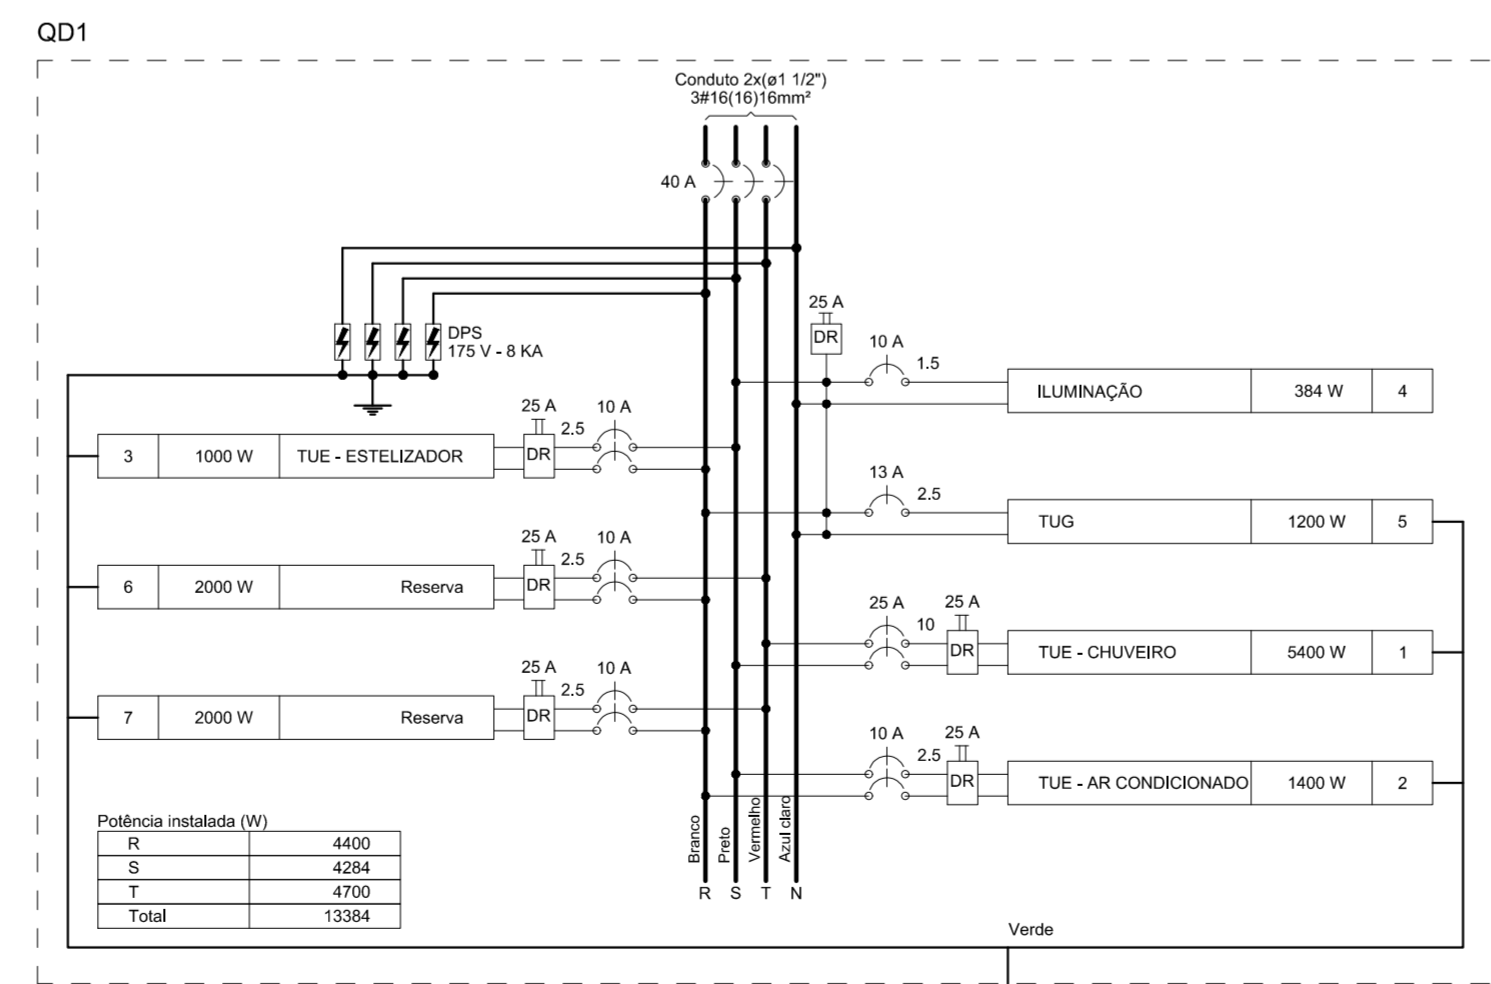 QD1
Conduto 2x(ø1 1/2")
3#16(16)16mm²
40 A
DPS
175 V - 8 KA
25 A
DR
10 A
1.5
ILUMINAÇÃO 384 W 4
3 1000 W TUE - ESTELIZADOR
25 A
DR
2.5
10 A
13 A
2.5
TUG 1200 W 5
6 2000 W Reserva
25 A
DR
2.5
10 A
25 A
10
25 A
DR
TUE - CHUVEIRO 5400 W 1
7 2000 W Reserva
25 A
DR
2.5
10 A
10 A
2.5
25 A
DR
TUE - AR CONDICIONADO 1400 W 2
Potência instalada (W)
R 4400
S 4284
T 4700
Total 13384
Branco
Preto
Vermelho
Azul claro
R S T N
Verde